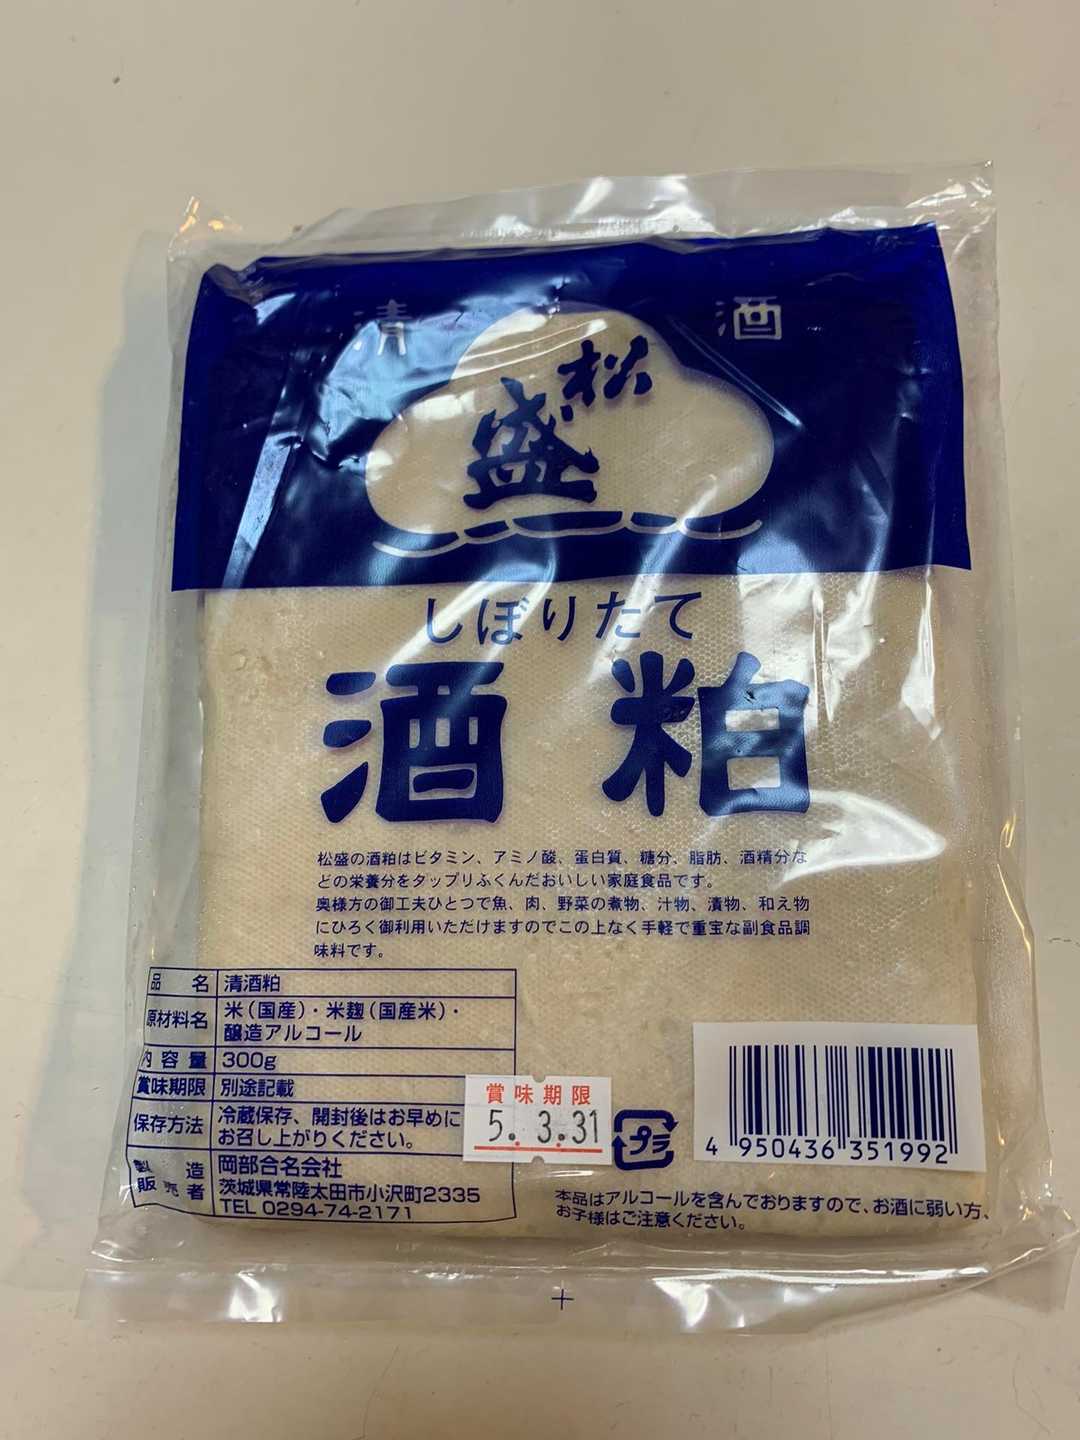 清 酒
松盛
しぼりたて
酒粕
松盛の酒粕はビタミン、アミノ酸、蛋白質、糖分、脂肪、酒精分な
どの栄養分をタップリふくんだおいしい家庭食品です。
奥様方の御工夫ひとつで魚、肉、野菜の煮物、汁物、漬物、和え物
にひろく御利用いただけますのでこの上なく手軽で重宝な副食品調
味料です。
品名 清酒粕
原材料名 米(国産)・米麹(国産米)・
醸造アルコール
内容量 300g
賞味期限 別途記載
保存方法 冷蔵保存、開封後はお早めに
お召し上がりください。
製造
販売者 岡部合名会社
茨城県常陸太田市小沢町2335
TEL 0294-74-2171
賞味期限
5. 3.31
プラ
4 950436 351992
本品はアルコールを含んでおりますので、お酒に弱い方、
お子様はご注意ください。